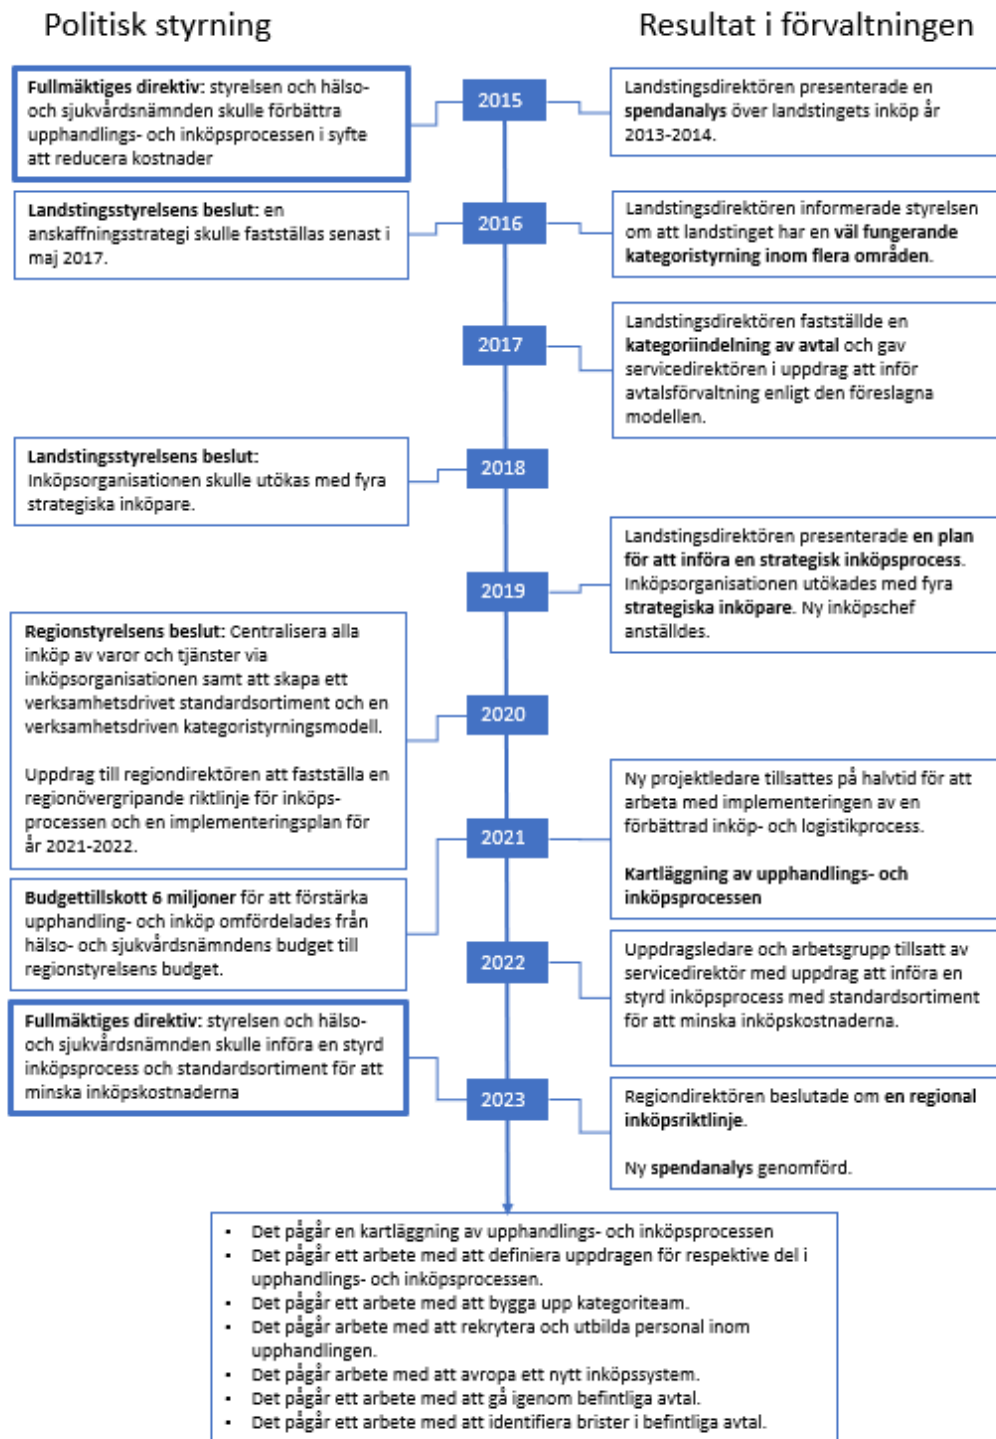 Politisk styrning
Resultat i förvaltningen
Fullmäktiges direktiv: styrelsen och hälso-
och sjukvårdsnämnden skulle förbättra
upphandlings- och inköpsprocessen i syfte
att reducera kostnader
2015
Landstingsdirektören presenterade en
spendanalys över landstingets inköp år
2013-2014.
Landstingsstyrelsens beslut: en
anskaffningsstrategi skulle fastställas senast i
maj 2017.
2016
Landstingsdirektören informerade styrelsen
om att landstinget har en väl fungerande
kategoristyrning inom flera områden.
2017
Landstingsdirektören fastställde en
kategoriindelning av avtal och gav
servicedirektören i uppdrag att inför
avtalsförvaltning enligt den föreslagna
modellen.
Landstingsstyrelsens beslut:
Inköpsorganisationen skulle utökas med fyra
strategiska inköpare.
2018
2019
Landstingsdirektören presenterade en plan
för att införa en strategisk inköpsprocess.
Inköpsorganisationen utökades med fyra
strategiska inköpare. Ny inköpschef
anställdes.
Regionstyrelsens beslut: Centralisera alla
inköp av varor och tjänster via
inköpsorganisationen samt att skapa ett
verksamhetsdrivet standardsortiment och en
verksamhetsdriven kategoristyrningsmodell.
Uppdrag till regiondirektören att fastställa en
regionövergripande riktlinje för inköps-
processen och en implementeringsplan för
år 2021-2022.
2020
2021
Ny projektledare tillsattes på halvtid för att
arbeta med implementeringen av en
förbättrad inköp- och logistikprocess.
Kartläggning av upphandlings- och
inköpsprocessen
Budgettillskott 6 miljoner för att förstärka
upphandling- och inköp omfördelades från
hälso- och sjukvårdsnämndens budget till
regionstyrelsens budget.
2022
Uppdragsledare och arbetsgrupp tillsatt av
servicedirektör med uppdrag att införa en
styrd inköpsprocess med standardsortiment
för att minska inköpskostnaderna.
Fullmäktiges direktiv: styrelsen och hälso-
och sjukvårdsnämnden skulle införa en styrd
inköpsprocess och standardsortiment för att
minska inköpskostnaderna
2023
Regiondirektören beslutade om en regional
inköpsriktlinje.
Ny spendanalys genomförd.
▪ Det pågår en kartläggning av upphandlings- och inköpsprocessen
▪ Det pågår ett arbete med att definiera uppdragen för respektive del i
upphandlings- och inköpsprocessen.
▪ Det pågår ett arbete med att bygga upp kategoriteam.
▪ Det pågår arbete med att rekrytera och utbilda personal inom
upphandlingen.
▪ Det pågår arbete med att avropa ett nytt inköpssystem.
▪ Det pågår ett arbete med att gå igenom befintliga avtal.
▪ Det pågår ett arbete med att identifiera brister i befintliga avtal.